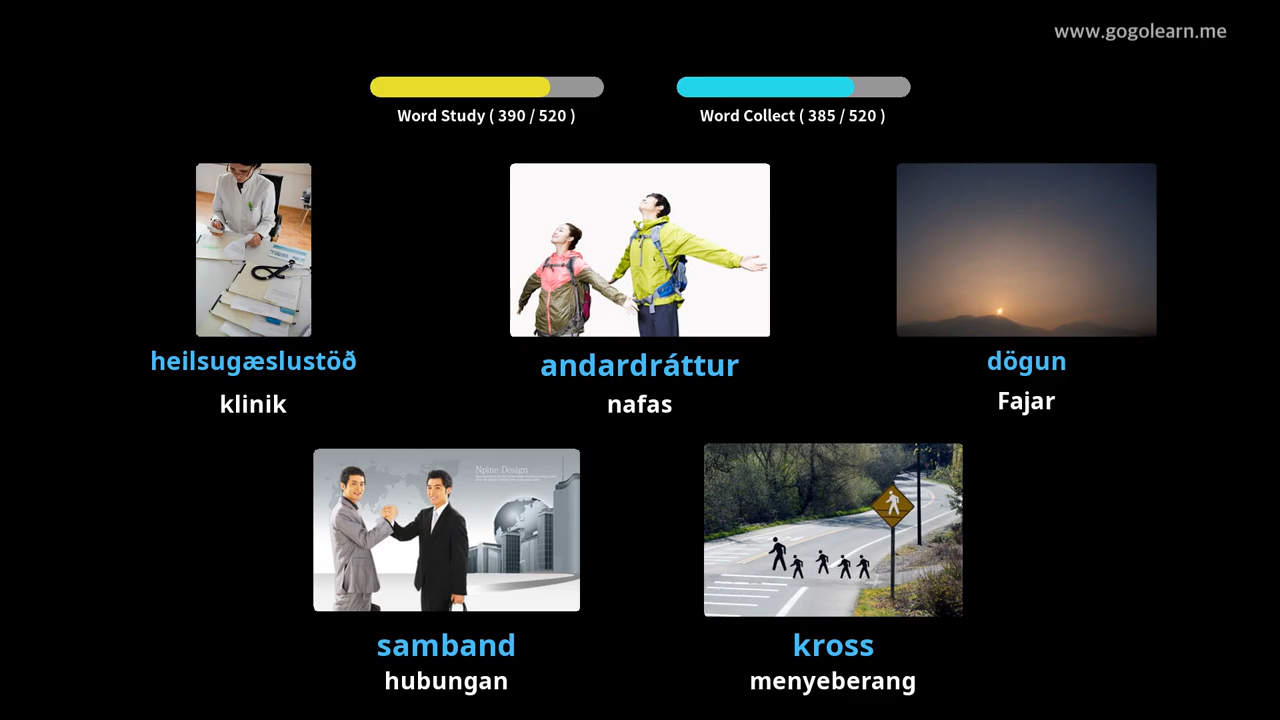 www.gogolearn.me
Word Study ( 390 / 520 )
Word Collect ( 385 / 520 )
heilsugæslustöð
andardráttur
dögun
klinik
nafas
Fajar
Npine Design
samband
kross
hubungan
menyeberang